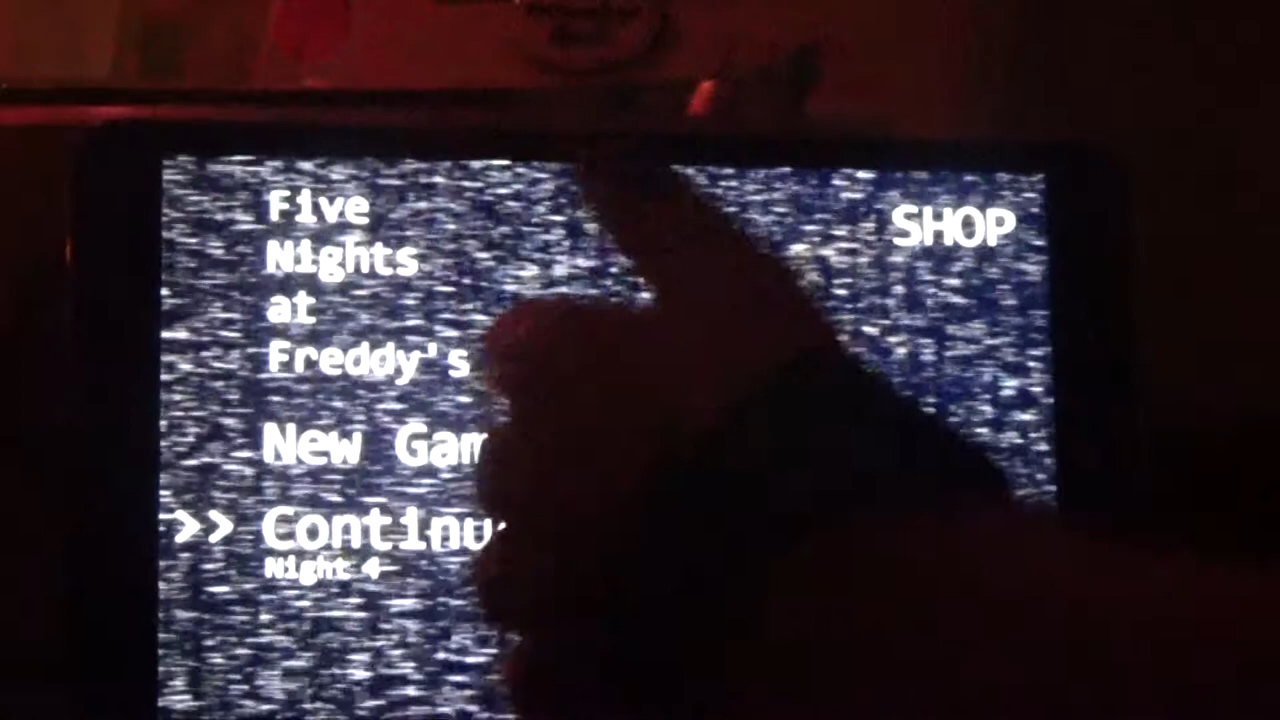 Five
Nights
at
Freddy's
SHOP
New Gam
>> Continu
Night 4